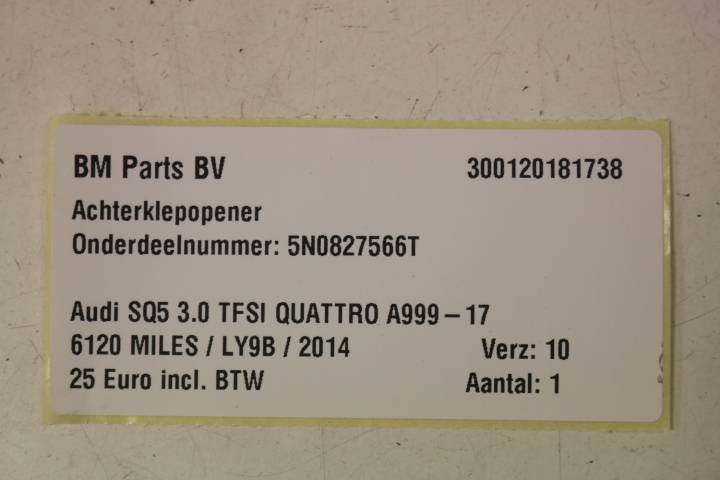 BM Parts BV 300120181738
Achterklepopener
Onderdeelnummer: 5N0827566T
Audi SQ5 3.0 TFSI QUATTRO A999-17
6120 MILES / LY9B / 2014 Verz: 10
25 Euro incl. BTW Aantal: 1